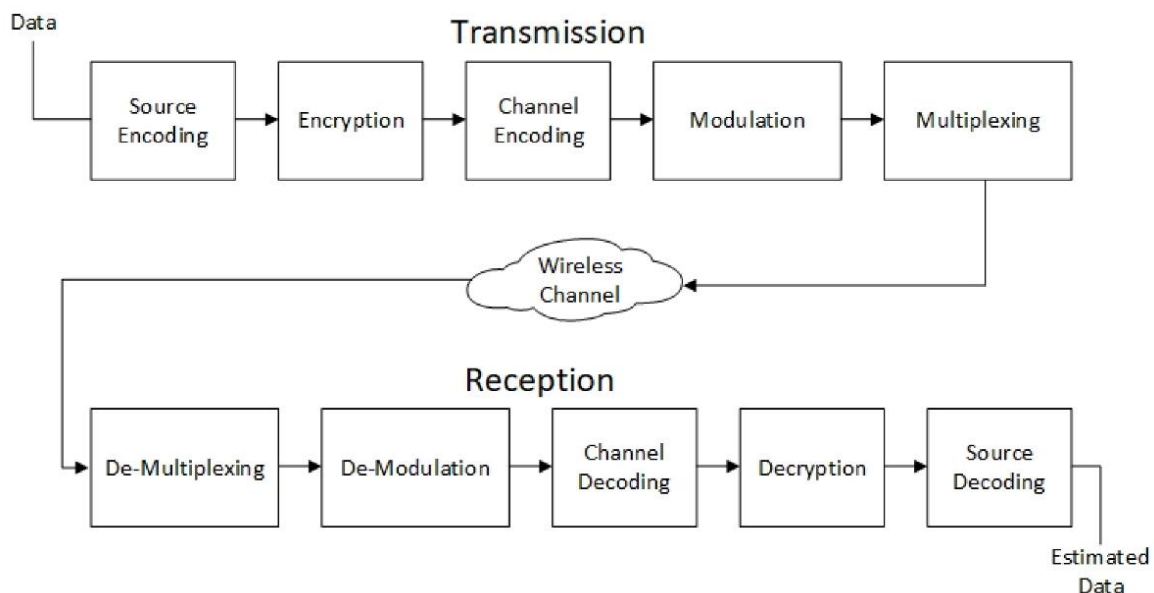 Data
Transmission
Source
Encoding
Encryption
Channel
Encoding
Modulation
Multiplexing
Wireless
Channel
Reception
De-Multiplexing
De-Modulation
Channel
Decoding
Decryption
Source
Decoding
Estimated
Data